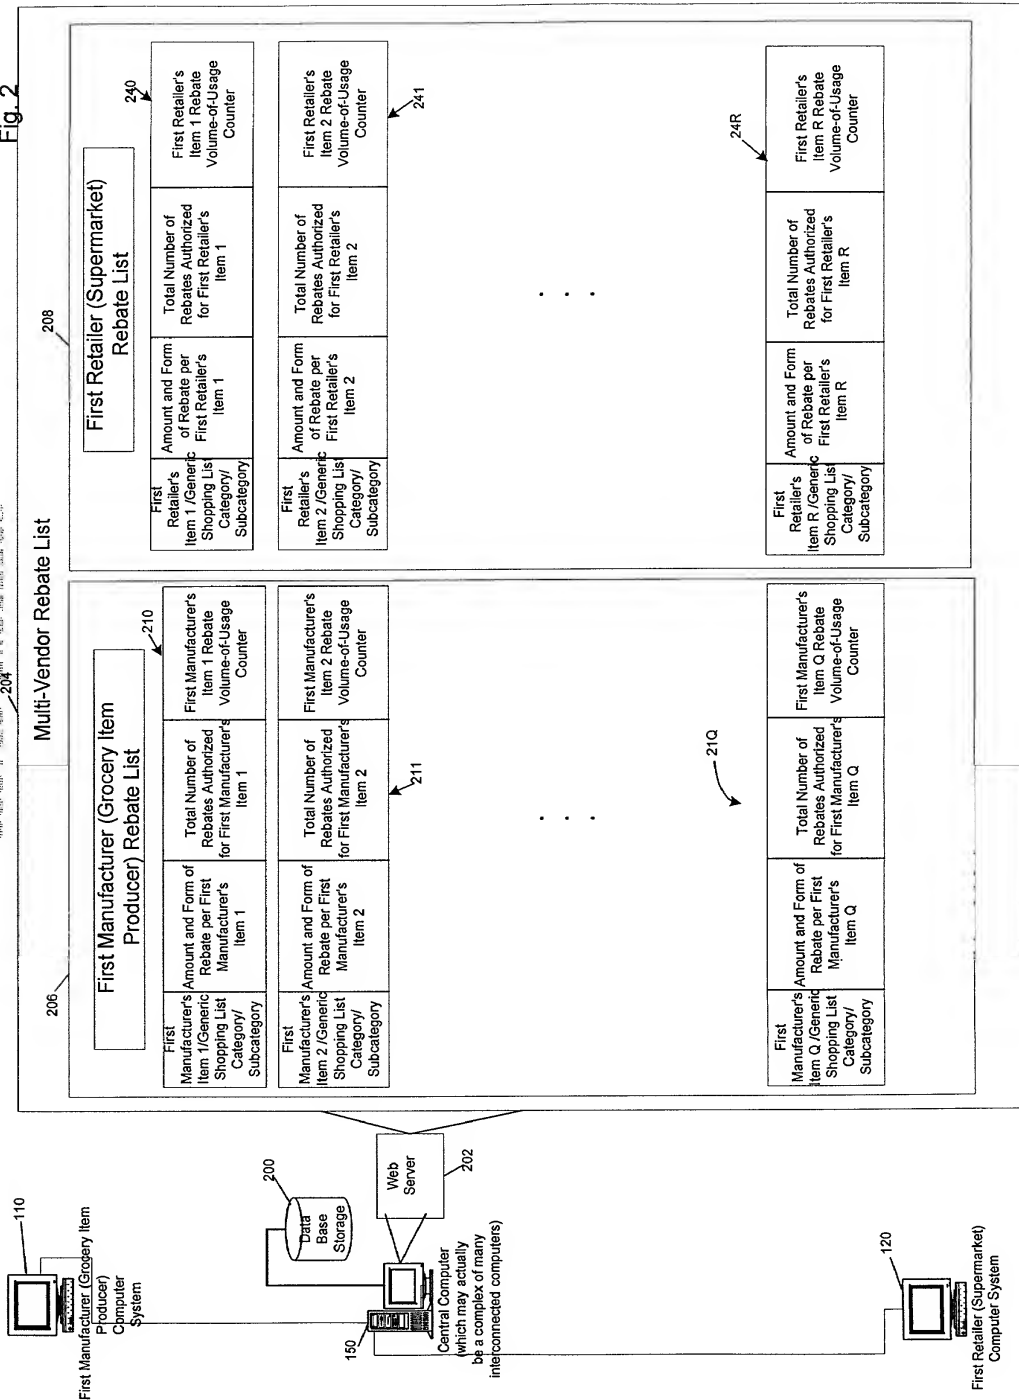 Fig. 2
204
Multi-Vendor Rebate List
206
First Manufacturer (Grocery Item
Producer) Rebate List
210
First
Manufacturer's
Item 1/Generic
Shopping List
Category/
Subcategory
Amount and Form of
Rebate per First
Manufacturer's
Item 1
Total Number of
Rebates Authorized
for First Manufacturer's
Item 1
First Manufacturer's
Item 1 Rebate
Volume-of-Usage
Counter
First
Manufacturer's
Item 2 /Generic
Shopping List
Category/
Subcategory
Amount and Form of
Rebate per First
Manufacturer's
Item 2
Total Number of
Rebates Authorized
for First Manufacturer's
Item 2
First Manufacturer's
Item 2 Rebate
Volume-of-Usage
Counter
211
. . .
21Q
First
Manufacturer's
Item Q /Generic
Shopping List
Category/
Subcategory
Amount and Form of
Rebate per First
Manufacturer's
Item Q
Total Number of
Rebates Authorized
for First Manufacturer's
Item Q
First Manufacturer's
Item Q Rebate
Volume-of-Usage
Counter
208
First Retailer (Supermarket)
Rebate List
240
First
Retailer's
Item 1 /Generic
Shopping List
Category/
Subcategory
Amount and Form
of Rebate per
First Retailer's
Item 1
Total Number of
Rebates Authorized
for First Retailer's
Item 1
First Retailer's
Item 1 Rebate
Volume-of-Usage
Counter
First
Retailer's
Item 2 /Generic
Shopping List
Category/
Subcategory
Amount and Form
of Rebate per
First Retailer's
Item 2
Total Number of
Rebates Authorized
for First Retailer's
Item 2
First Retailer's
Item 2 Rebate
Volume-of-Usage
Counter
241
. . .
24R
First
Retailer's
Item R /Generic
Shopping List
Category/
Subcategory
Amount and Form
of Rebate per
First Retailer's
Item R
Total Number of
Rebates Authorized
for First Retailer's
Item R
First Retailer's
Item R Rebate
Volume-of-Usage
Counter
110
First Manufacturer (Grocery Item
Producer)
Computer
System
200
Data
Base
Storage
Web
Server
202
150
Central Computer
(which may actually
be a complex of many
interconnected computers)
120
First Retailer (Supermarket)
Computer System